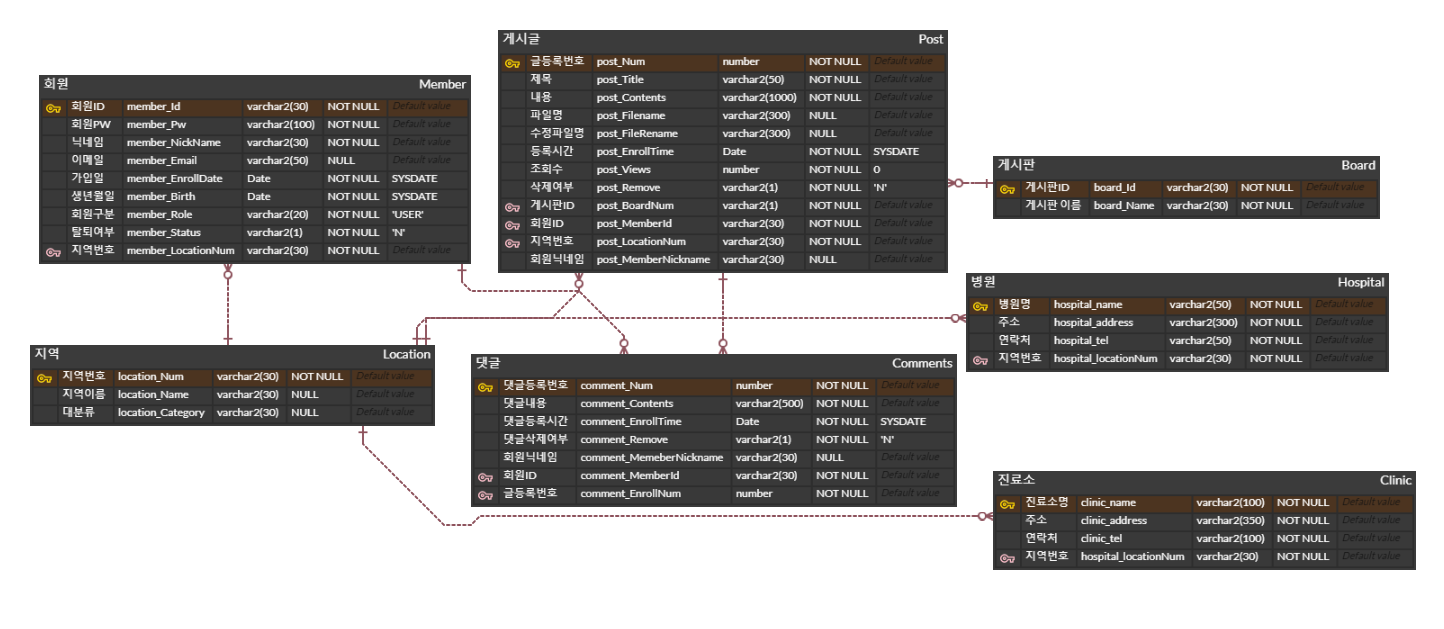 회원 Member
회원ID member_Id varchar2(30) NOT NULL Default value
회원PW member_Pw varchar2(100) NOT NULL Default value
닉네임 member_NickName varchar2(30) NOT NULL Default value
이메일 member_Email varchar2(50) NULL Default value
가입일 member_EnrollDate Date NOT NULL SYSDATE
생년월일 member_Birth Date NOT NULL SYSDATE
회원구분 member_Role varchar2(20) NOT NULL 'USER'
탈퇴여부 member_Status varchar2(1) NOT NULL 'N'
지역번호 member_LocationNum varchar2(30) NOT NULL Default value
게시글 Post
글등록번호 post_Num number NOT NULL Default value
제목 post_Title varchar2(50) NOT NULL Default value
내용 post_Contents varchar2(1000) NOT NULL Default value
파일명 post_Filename varchar2(300) NULL Default value
수정파일명 post_FileRename varchar2(300) NULL Default value
등록시간 post_EnrollTime Date NOT NULL SYSDATE
조회수 post_Views number NOT NULL 0
삭제여부 post_Remove varchar2(1) NOT NULL 'N'
게시판ID post_BoardNum varchar2(1) NOT NULL Default value
회원ID post_MemberId varchar2(30) NOT NULL Default value
지역번호 post_LocationNum varchar2(30) NOT NULL Default value
회원닉네임 post_MemberNickname varchar2(30) NULL Default value
게시판 Board
게시판ID board_Id varchar2(30) NOT NULL Default value
게시판 이름 board_Name varchar2(30) NOT NULL Default value
병원 Hospital
병원명 hospital_name varchar2(50) NOT NULL Default value
주소 hospital_address varchar2(300) NOT NULL Default value
연락처 hospital_tel varchar2(50) NOT NULL Default value
지역번호 hospital_locationNum varchar2(30) NOT NULL Default value
지역 Location
지역번호 location_Num varchar2(30) NOT NULL Default value
지역이름 location_Name varchar2(30) NULL Default value
대분류 location_Category varchar2(30) NULL Default value
댓글 Comments
댓글등록번호 comment_Num number NOT NULL Default value
댓글내용 comment_Contents varchar2(500) NOT NULL Default value
댓글등록시간 comment_EnrollTime Date NOT NULL SYSDATE
댓글삭제여부 comment_Remove varchar2(1) NOT NULL 'N'
회원닉네임 comment_MemeberNickname varchar2(30) NULL Default value
회원ID comment_MemberId varchar2(30) NOT NULL Default value
글등록번호 comment_EnrollNum number NOT NULL Default value
진료소 Clinic
진료소명 clinic_name varchar2(100) NOT NULL Default value
주소 clinic_address varchar2(350) NOT NULL Default value
연락처 clinic_tel varchar2(100) NOT NULL Default value
지역번호 hospital_locationNum varchar2(30) NOT NULL Default value